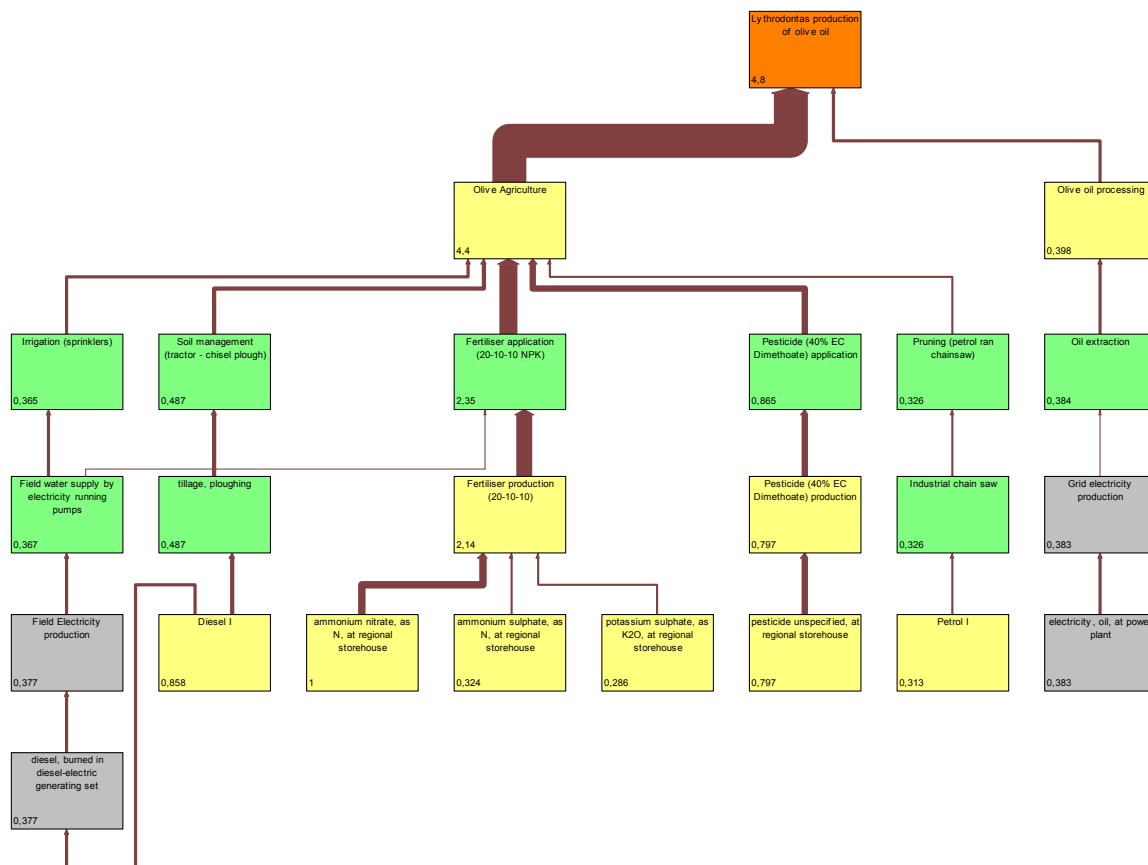 Lythrodontas production
of olive oil
4,8
Olive Agriculture
4,4
Olive oil processing
0,398
Irrigation (sprinklers)
0,365
Soil management
(tractor - chisel plough)
0,487
Fertiliser application
(20-10-10 NPK)
2,35
Pesticide (40% EC
Dimethoate) application
0,865
Pruning (petrol ran
chainsaw)
0,326
Oil extraction
0,384
Field water supply by
electricity running
pumps
0,367
tillage, ploughing
0,487
Fertiliser production
(20-10-10)
2,14
Pesticide (40% EC
Dimethoate) production
0,797
Industrial chain saw
0,326
Grid electricity
production
0,383
Field Electricity
production
0,377
Diesel I
0,858
ammonium nitrate, as
N, at regional
storehouse
1
ammonium sulphate, as
N, at regional
storehouse
0,324
potassium sulphate, as
K2O, at regional
storehouse
0,286
pesticide unspecified, at
regional storehouse
0,797
Petrol I
0,313
electricity, oil, at power
plant
0,383
diesel, burned in
diesel-electric
generating set
0,377